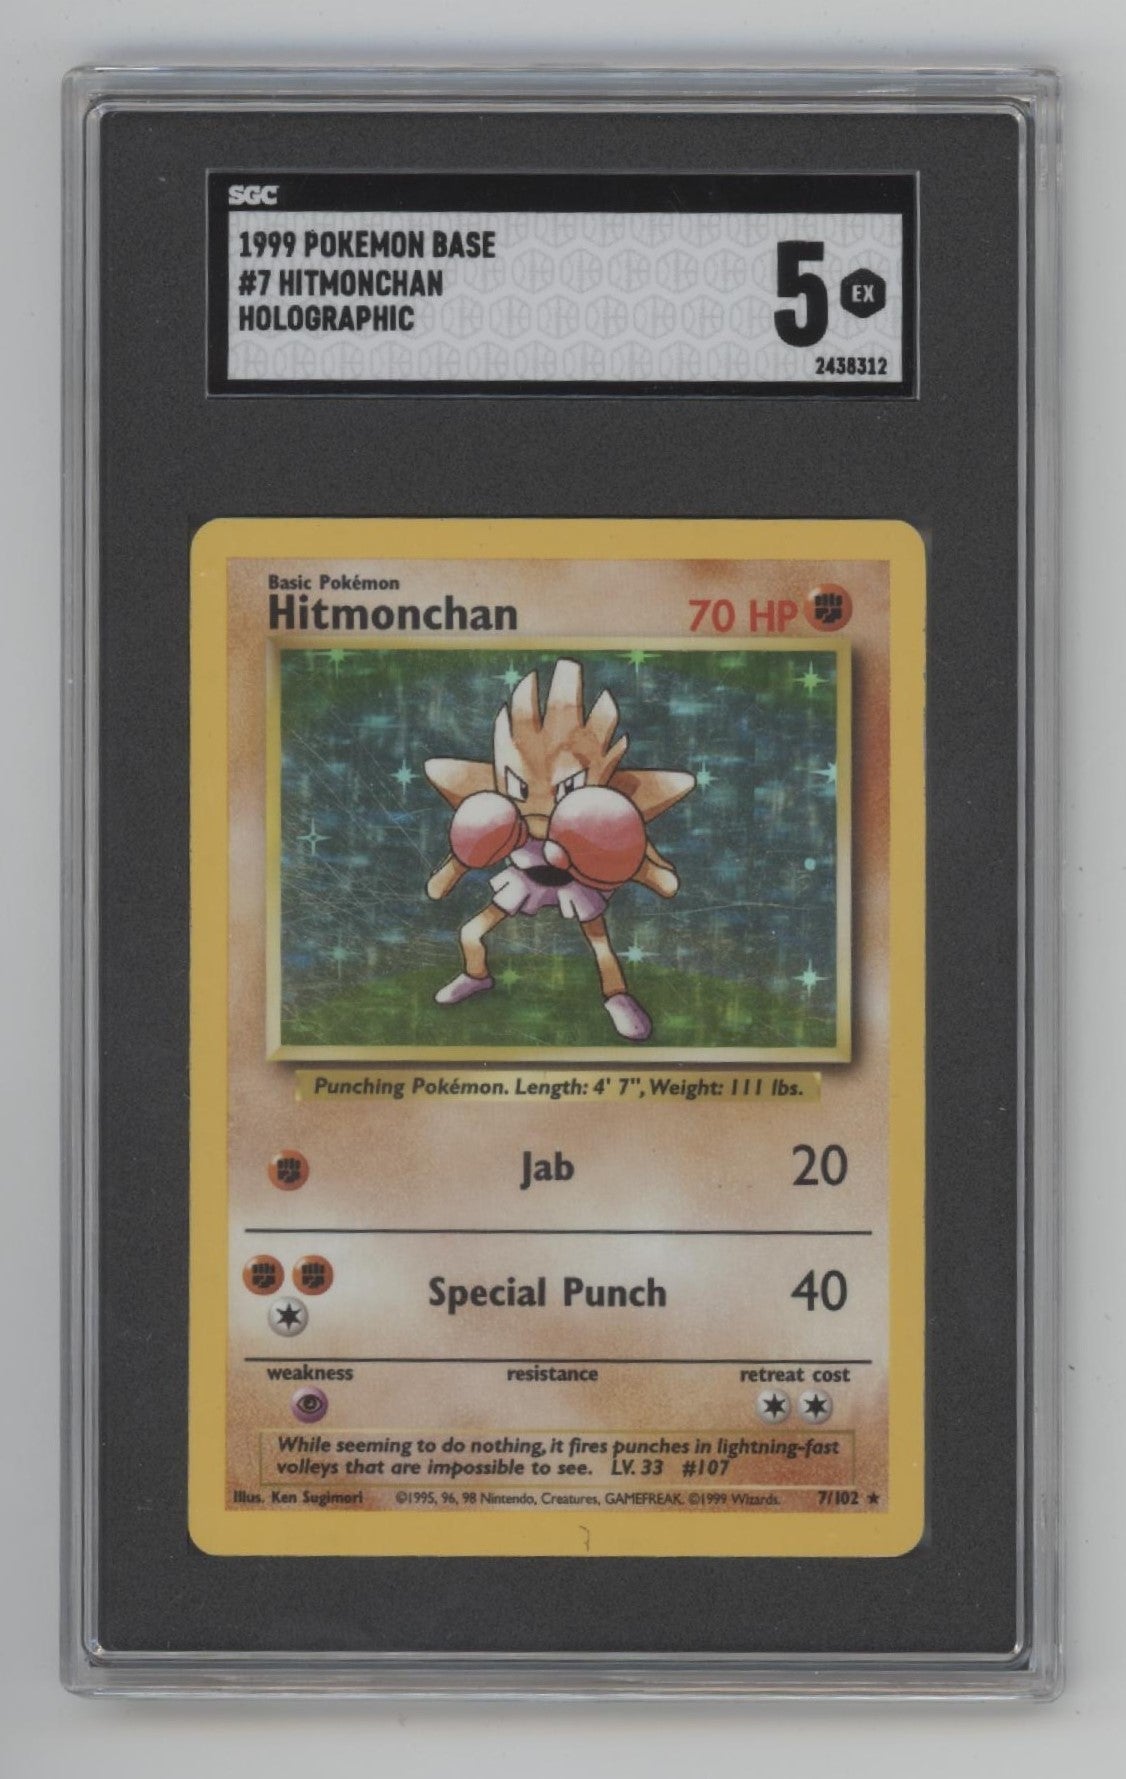 SGC
1999 POKEMON BASE
#7 HITMONCHAN
HOLOGRAPHIC
5 EX
2438312
Basic Pokémon
Hitmonchan 70 HP
Punching Pokémon. Length: 4' 7", Weight: 111 lbs.
Jab 20
Special Punch 40
weakness resistance retreat cost
While seeming to do nothing, it fires punches in lightning-fast
volleys that are impossible to see. LV. 33 #107
Illus. Ken Sugimori ©1995, 96, 98 Nintendo, Creatures, GAMEFREAK. ©1999 Wizards. 7/102 ★